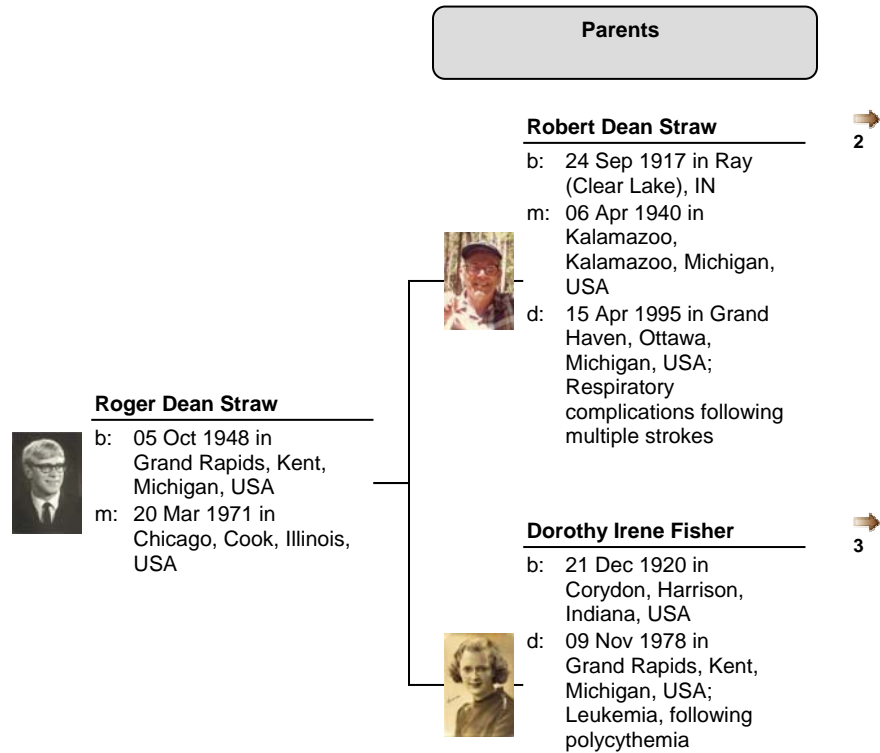 Parents
Robert Dean Straw
2
b: 24 Sep 1917 in Ray
(Clear Lake), IN
m: 06 Apr 1940 in
Kalamazoo,
Kalamazoo, Michigan,
USA
d: 15 Apr 1995 in Grand
Haven, Ottawa,
Michigan, USA;
Respiratory
complications following
multiple strokes
Roger Dean Straw
b: 05 Oct 1948 in
Grand Rapids, Kent,
Michigan, USA
m: 20 Mar 1971 in
Chicago, Cook, Illinois,
USA
Dorothy Irene Fisher
3
b: 21 Dec 1920 in
Corydon, Harrison,
Indiana, USA
d: 09 Nov 1978 in
Grand Rapids, Kent,
Michigan, USA;
Leukemia, following
polycythemia